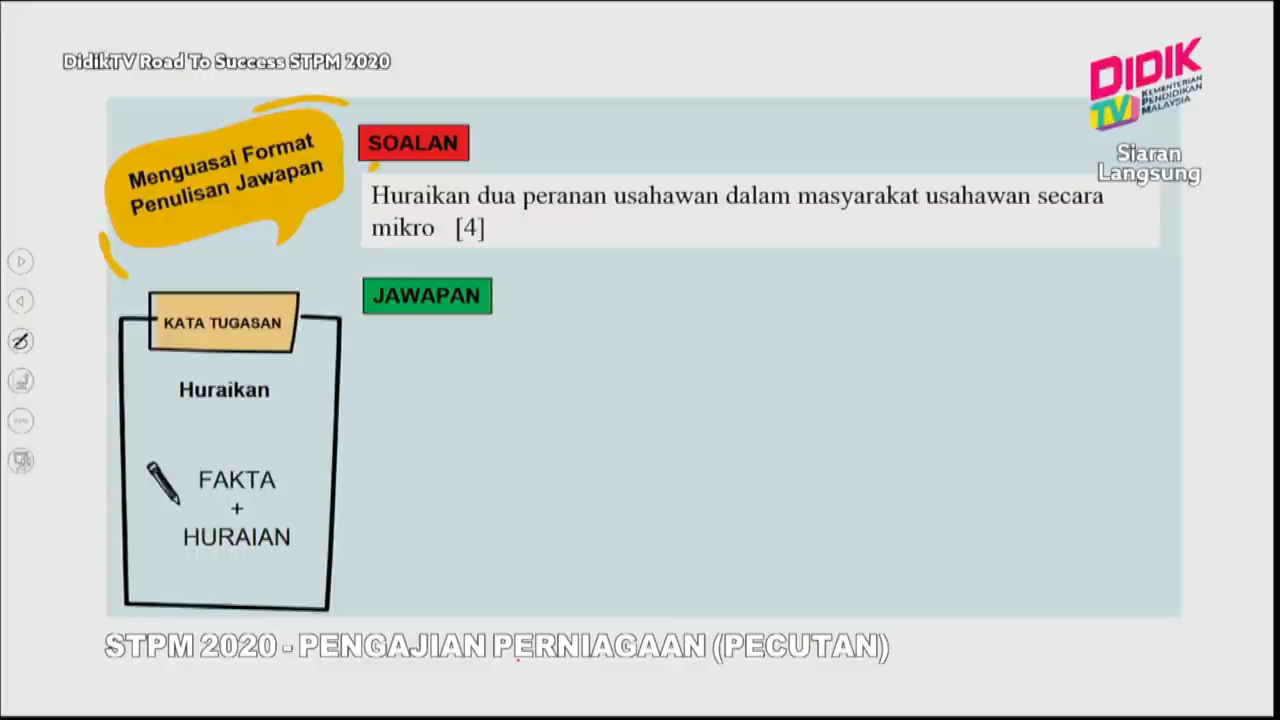 DidikTV Road To Success STPM 2020
DIDIK
TV
KEMENTERIAN
PENDIDIKAN
MALAYSIA
Siaran
Langsung
Menguasai Format
Penulisan Jawapan
SOALAN
Huraikan dua peranan usahawan dalam masyarakat usahawan secara
mikro [4]
JAWAPAN
KATA TUGASAN
Huraikan
FAKTA
+
HURAIAN
STPM 2020 - PENGAJIAN PERNIAGAAN (PECUTAN)